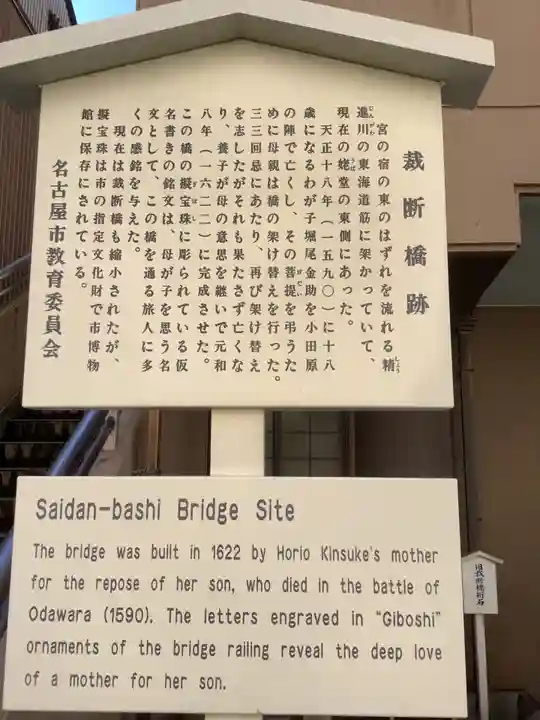 裁断橋跡
宮の宿の東のはずれを流れる精
進川の東海道筋に架かっていて、
現在の姥堂の東側にあった。
天正十八年（一五九〇）に十八
歳になるわが子堀尾金助を小田原
の陣で亡くし、その菩提を弔うた
めに母親は橋の架け替えを行った。
三三回忌にあたり、再び架け替え
を志したがそれも果たさず亡くな
り、養子が母の意思を継いで元和
八年（一六二二）に完成させた。
この橋の擬宝珠に彫られている仮
名書きの銘文は、母が子を思う名
文として、この橋を通る旅人に多
くの感銘を与えた。
現在は裁断橋も縮小されたが、
擬宝珠は市の指定文化財で市博物
館に保存にされている。
名古屋市教育委員会
Saidan-bashi Bridge Site
The bridge was built in 1622 by Horio Kinsuke's mother
for the repose of her son, who died in the battle of
Odawara (1590). The letters engraved in "Giboshi"
ornaments of the bridge railing reveal the deep love
of a mother for her son.
旧裁断橋桁石